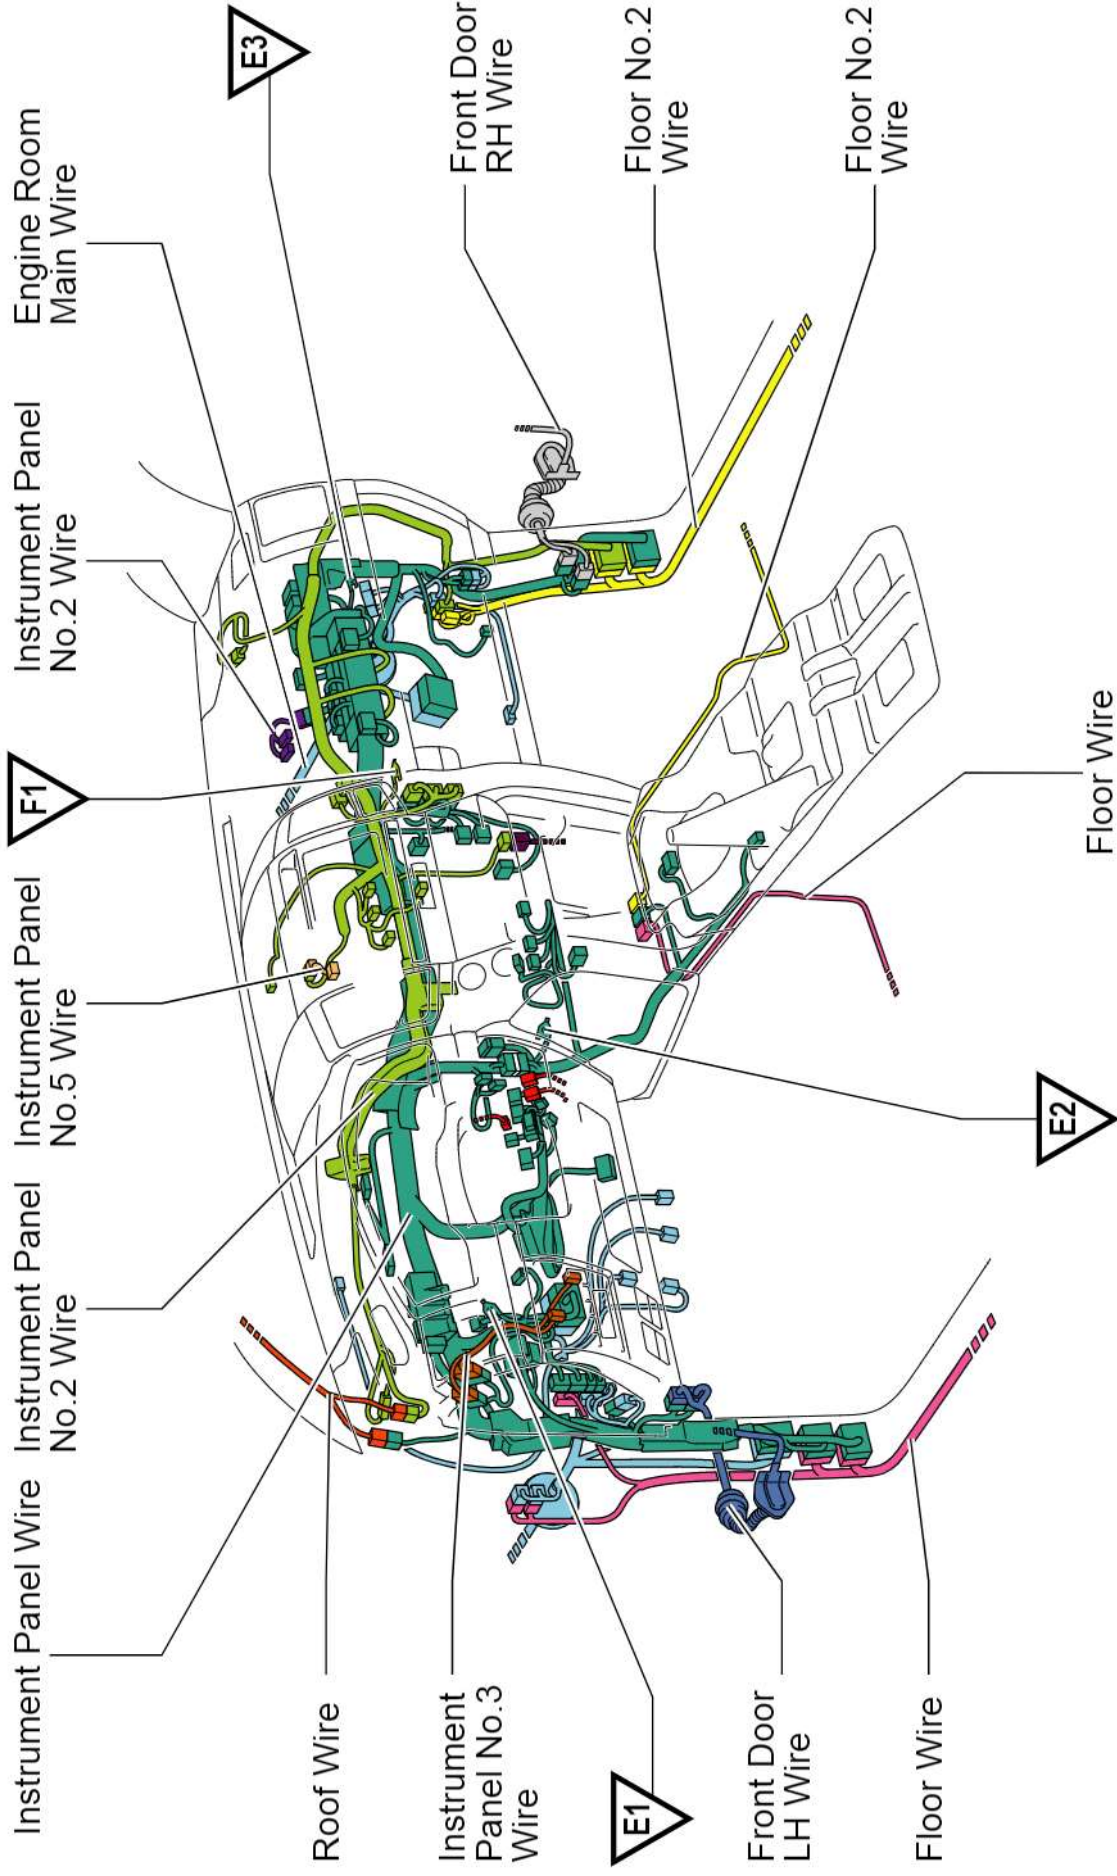 Instrument Panel Wire
Instrument Panel
No.2 Wire
Instrument Panel
No.5 Wire
F1
Instrument Panel
No.2 Wire
Engine Room
Main Wire
E3
Roof Wire
Instrument
Panel No.3
Wire
E1
Front Door
LH Wire
Floor Wire
E2
Floor Wire
Front Door
RH Wire
Floor No.2
Wire
Floor No.2
Wire